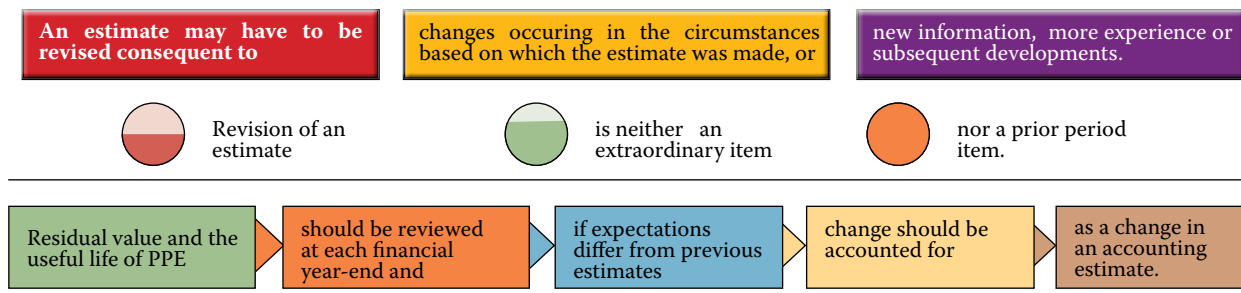 An estimate may have to be
revised consequent to
changes occuring in the circumstances
based on which the estimate was made, or
new information, more experience or
subsequent developments.
Revision of an
estimate
is neither an
extraordinary item
nor a prior period
item.
Residual value and the
useful life of PPE
should be reviewed
at each financial
year-end and
if expectations
differ from previous
estimates
change should be
accounted for
as a change in
an accounting
estimate.